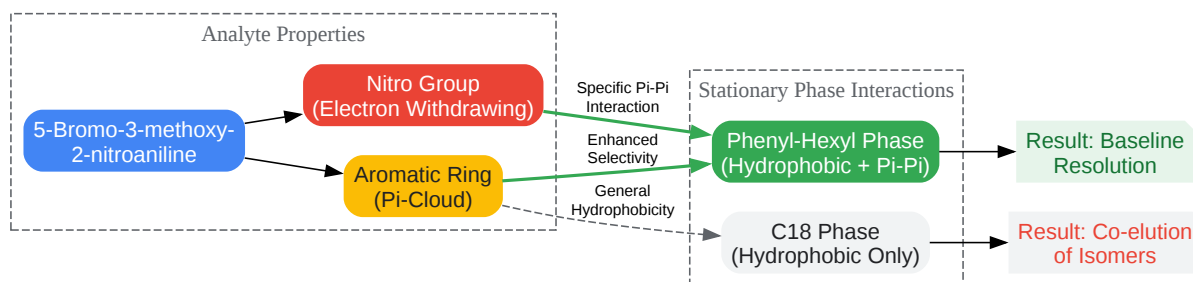 Analyte Properties
5-Bromo-3-methoxy-
2-nitroaniline
Nitro Group
(Electron Withdrawing)
Aromatic Ring
(Pi-Cloud)
Specific Pi-Pi
Interaction
Enhanced
Selectivity
General
Hydrophobicity
Stationary Phase Interactions
Phenyl-Hexyl Phase
(Hydrophobic + Pi-Pi)
C18 Phase
(Hydrophobic Only)
Result: Baseline
Resolution
Result: Co-elution
of Isomers